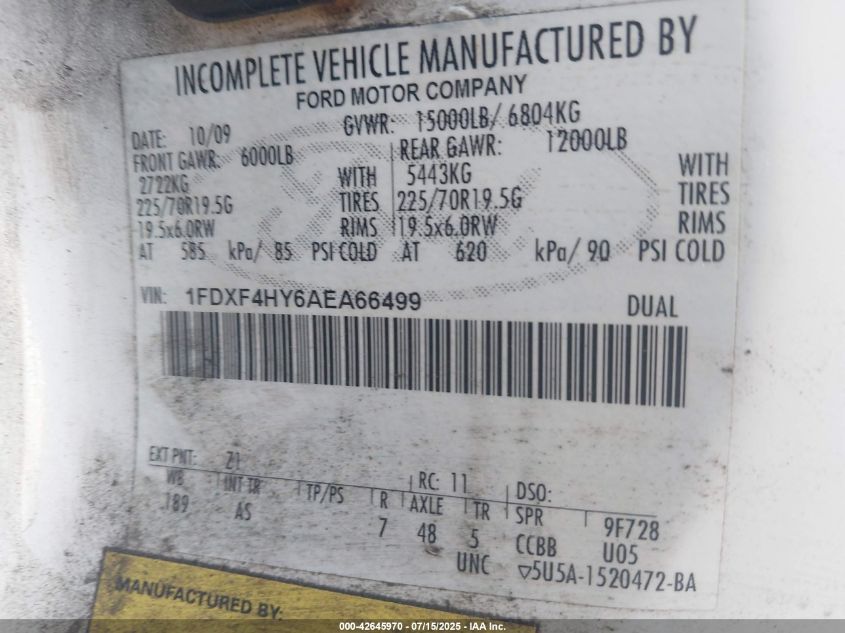 INCOMPLETE VEHICLE MANUFACTURED BY
FORD MOTOR COMPANY
DATE: 10/09 GVWR: 15000LB/ 6804KG
FRONT GAWR: 6000LB REAR GAWR: 12000LB
2722KG WITH 5443KG WITH
225/70R19.5G TIRES 225/70R19.5G TIRES
19.5x6.0RW RIMS 19.5x6.0RW RIMS
AT 585 kPa/ 85 PSI COLD AT 620 kPa/ 90 PSI COLD
VIN: 1FDXF4HY6AEA66499 DUAL
EXT PNT: Z1 RC: 11 DSO:
WB INT TR TP/PS R AXLE TR SPR 9F728
189 AS 7 48 5 CCBB U05
UNC ▽5U5A-1520472-BA
MANUFACTURED BY:
000-42645970 - 07/15/2025 - IAA Inc.